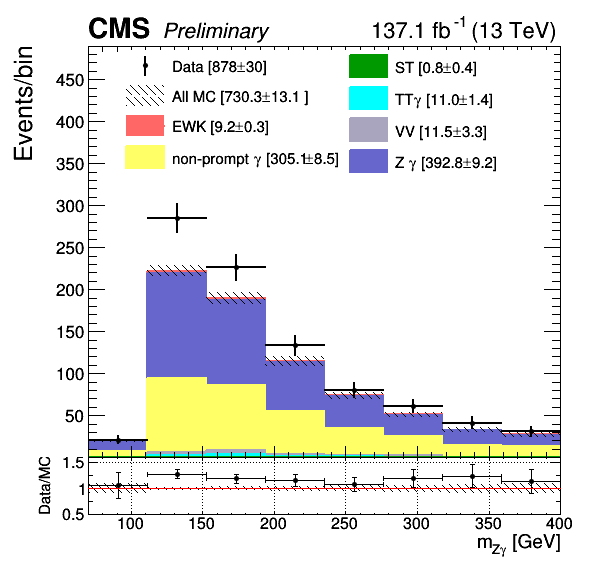 CMS Preliminary 137.1 fb⁻¹ (13 TeV)
Events/bin
450
400
350
300
250
200
150
100
50
Data [878±30]
All MC [730.3±13.1 ]
EWK [9.2±0.3]
non-prompt γ [305.1±8.5]
ST [0.8±0.4]
TTγ [11.0±1.4]
VV [11.5±3.3]
Z γ [392.8±9.2]
Data/MC
1.5
1
0.5
100 150 200 250 300 350 400
m_Zγ [GeV]